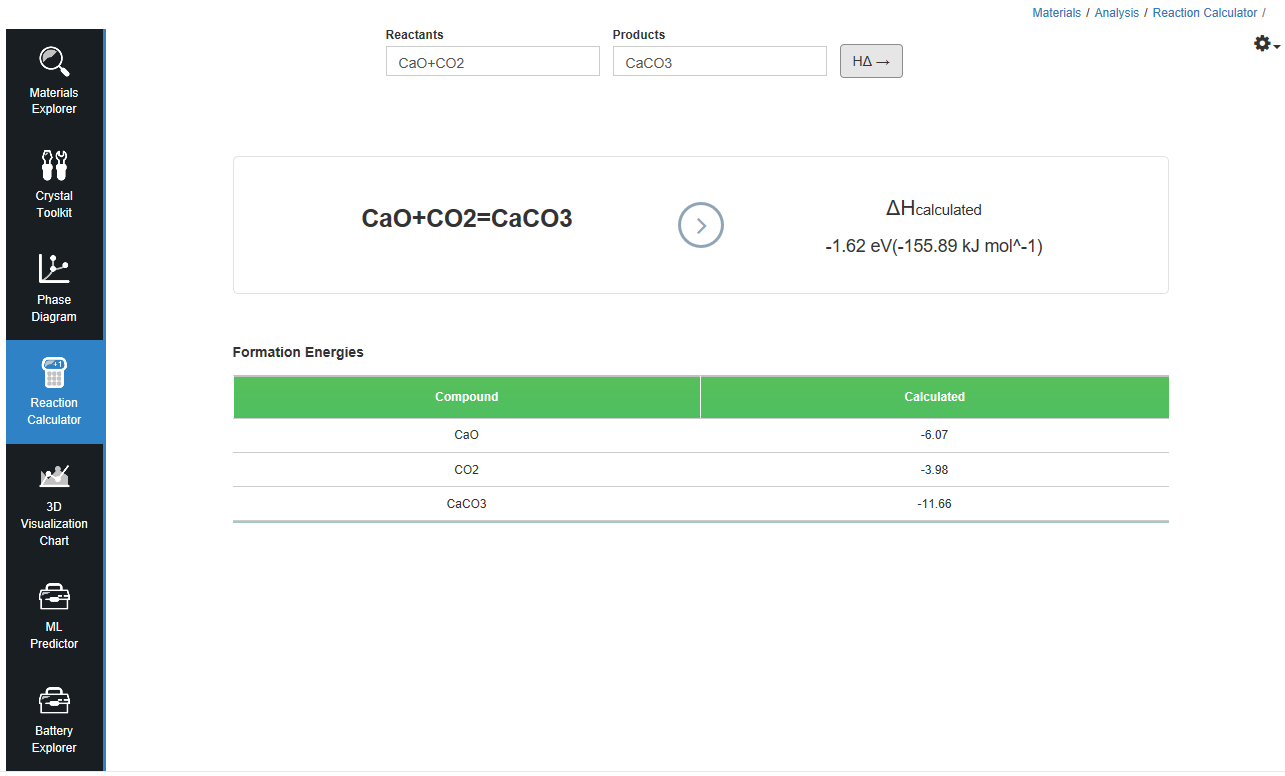 Materials / Analysis / Reaction Calculator /
Reactants
Products
CaO+CO2
CaCO3
HΔ →
Materials
Explorer
Crystal
Toolkit
Phase
Diagram
+1
Reaction
Calculator
3D
Visualization
Chart
ML
Predictor
Battery
Explorer
CaO+CO2=CaCO3
ΔHcalculated
-1.62 eV(-155.89 kJ mol^-1)
Formation Energies
Compound Calculated
CaO -6.07
CO2 -3.98
CaCO3 -11.66